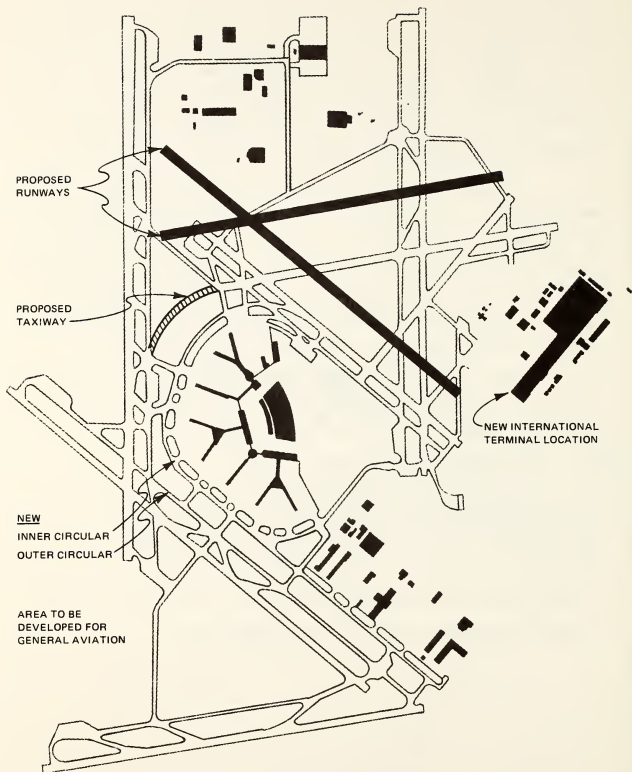 PROPOSED
RUNWAYS
PROPOSED
TAXIWAY
NEW INTERNATIONAL
TERMINAL LOCATION
NEW
INNER CIRCULAR
OUTER CIRCULAR
AREA TO BE
DEVELOPED FOR
GENERAL AVIATION